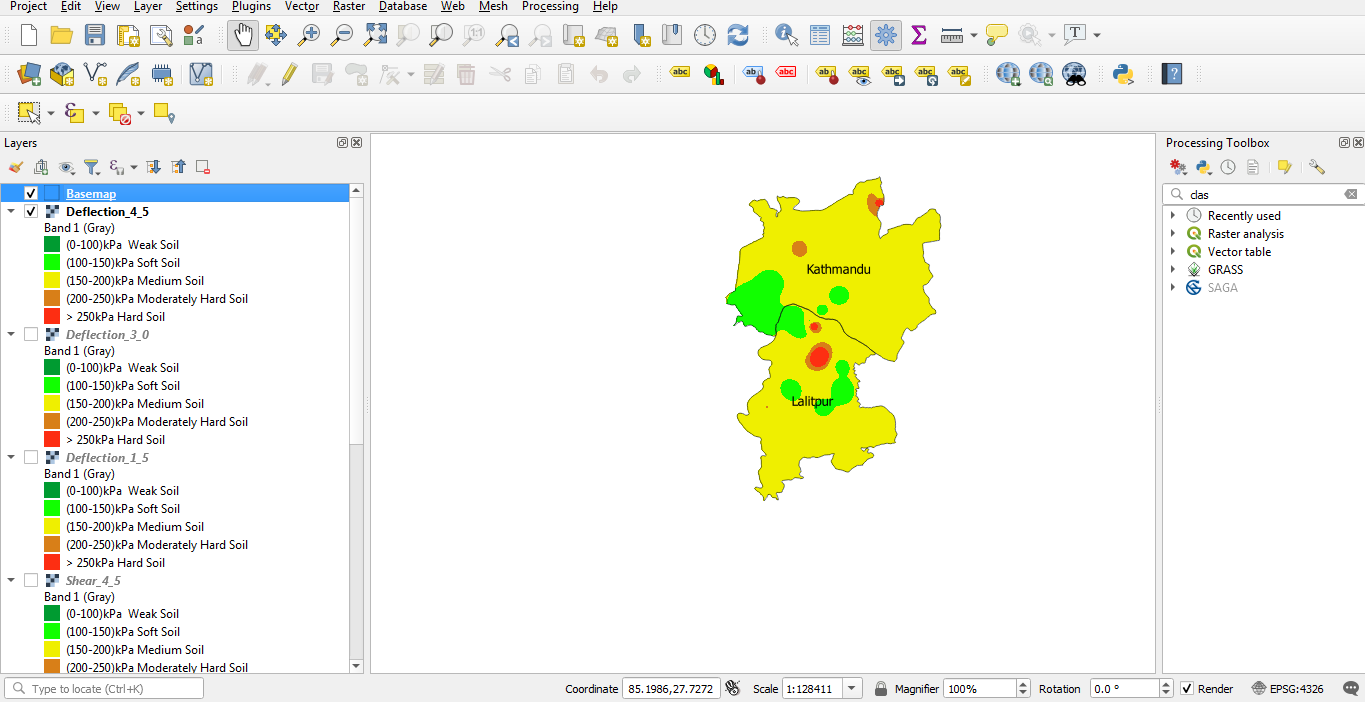 Project Edit View Layer Settings Plugins Vector Raster Database Web Mesh Processing Help
abc abc abc abc abc abc abc abc
Layers
Basemap
Deflection_4_5
Band 1 (Gray)
(0-100)kPa  Weak Soil
(100-150)kPa Soft Soil
(150-200)kPa Medium Soil
(200-250)kPa Moderately Hard Soil
> 250kPa Hard Soil
Deflection_3_0
Band 1 (Gray)
(0-100)kPa  Weak Soil
(100-150)kPa Soft Soil
(150-200)kPa Medium Soil
(200-250)kPa Moderately Hard Soil
> 250kPa Hard Soil
Deflection_1_5
Band 1 (Gray)
(0-100)kPa  Weak Soil
(100-150)kPa Soft Soil
(150-200)kPa Medium Soil
(200-250)kPa Moderately Hard Soil
> 250kPa Hard Soil
Shear_4_5
Band 1 (Gray)
(0-100)kPa  Weak Soil
(100-150)kPa Soft Soil
(150-200)kPa Medium Soil
(200-250)kPa Moderately Hard Soil
Kathmandu
Lalitpur
Processing Toolbox
clas
Recently used
Raster analysis
Vector table
GRASS
SAGA
Type to locate (Ctrl+K)
Coordinate 85.1986,27.7272 Scale 1:128411 Magnifier 100% Rotation 0.0 ° Render EPSG:4326